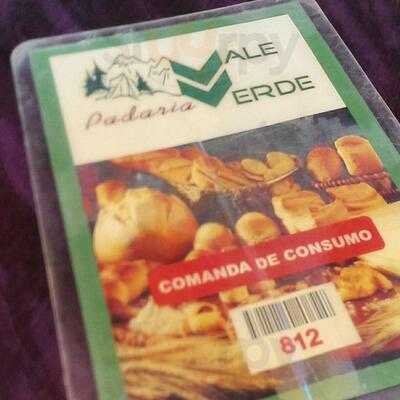 VALE
VERDE
Padaria
COMANDA DE CONSUMO
812